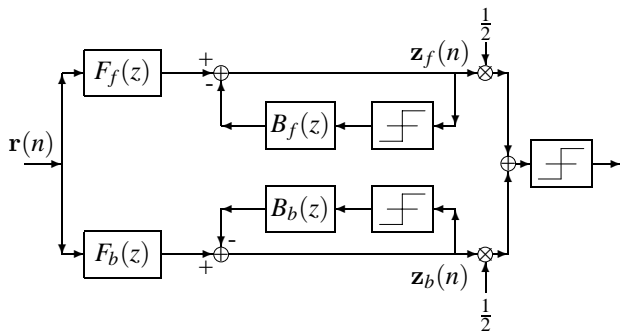 1/2
F_f(z)
+
-
z_f(n)
B_f(z)
r(n)
B_b(z)
F_b(z)
-
+
z_b(n)
1/2